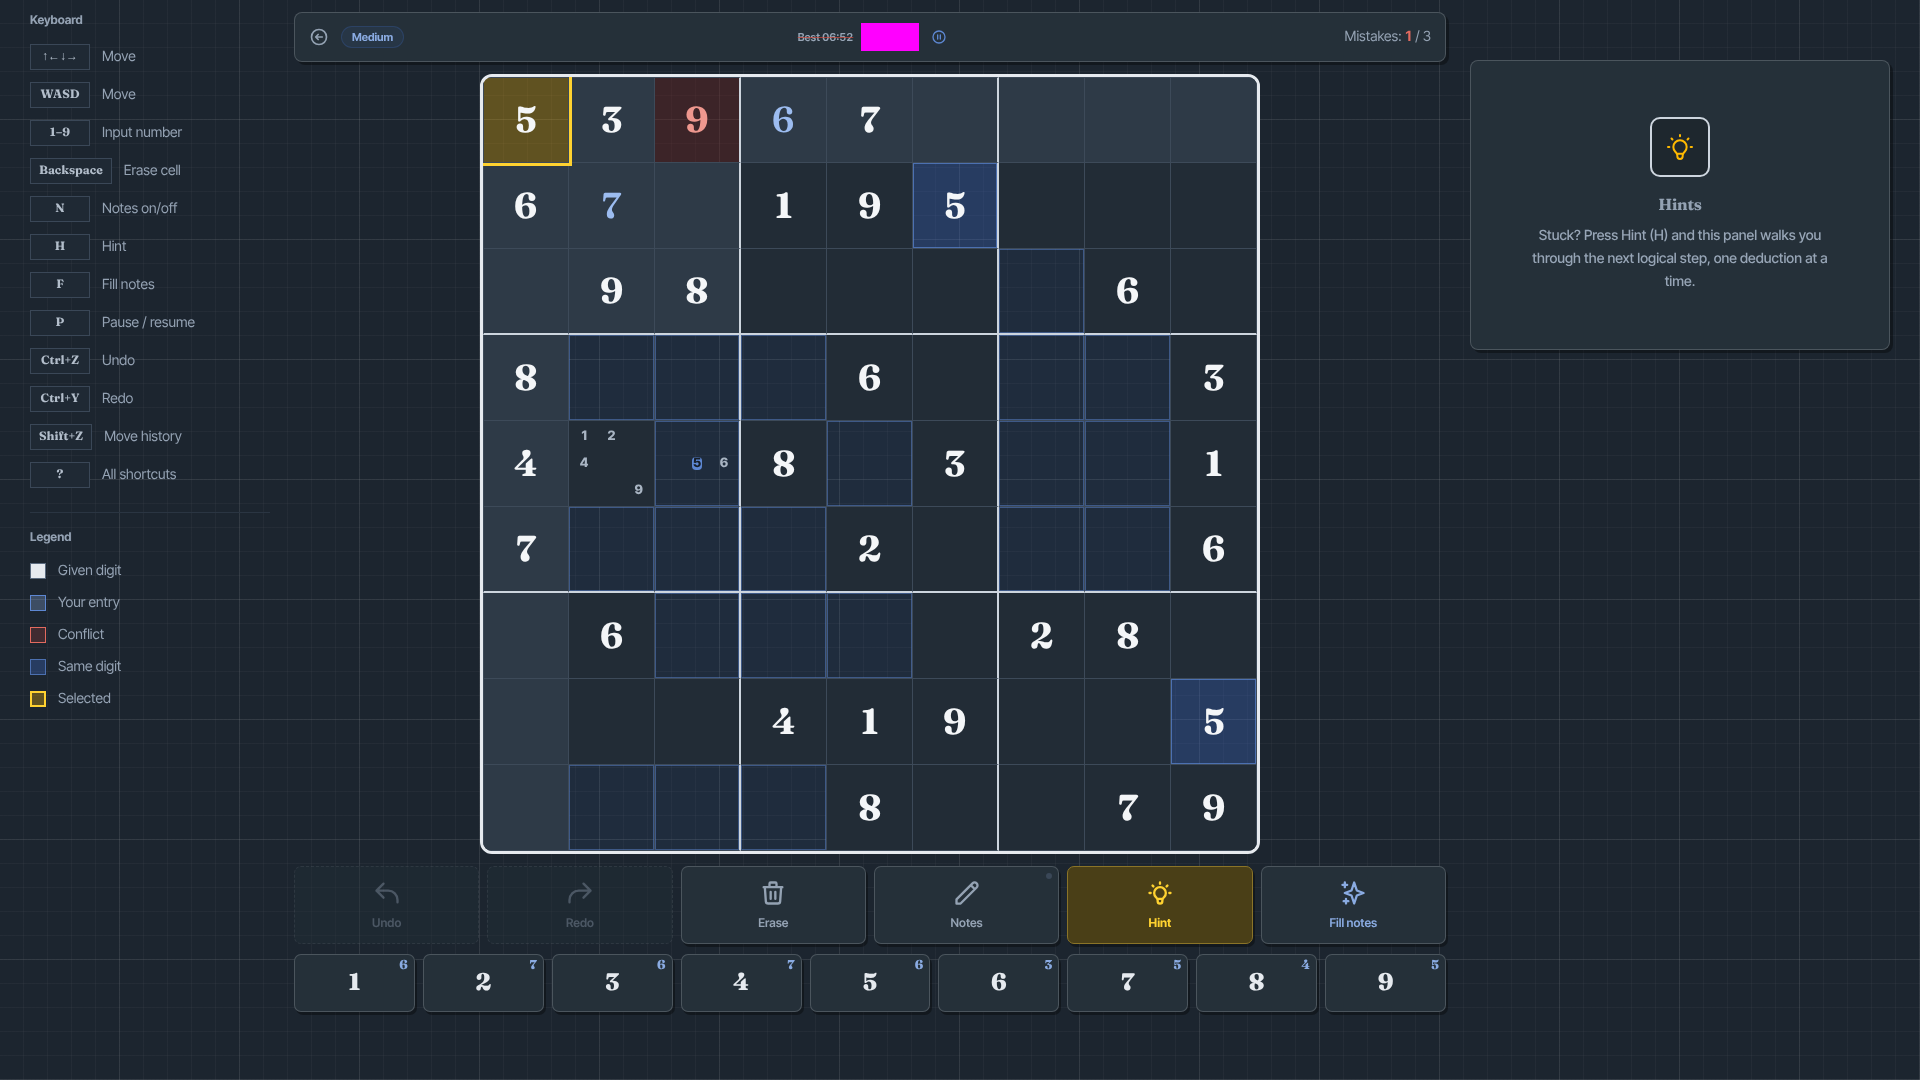 Keyboard
↑←↓→ Move
WASD Move
1–9 Input number
Backspace Erase cell
N Notes on/off
H Hint
F Fill notes
P Pause / resume
Ctrl+Z Undo
Ctrl+Y Redo
Shift+Z Move history
? All shortcuts
Legend
Given digit
Your entry
Conflict
Same digit
Selected
Medium
Best 06:52
Mistakes: 1 / 3
5 3 9 6 7
6 7 1 9 5
9 8 6
8 6 3
1 2
4 5 6
9
4 8 3 1
7 2 6
6 2 8
4 1 9 5
8 7 9
Undo
Redo
Erase
Notes
Hint
Fill notes
1 6
2 7
3 6
4 7
5 6
6 3
7 5
8 4
9 5
Hints
Stuck? Press Hint (H) and this panel walks you
through the next logical step, one deduction at a
time.